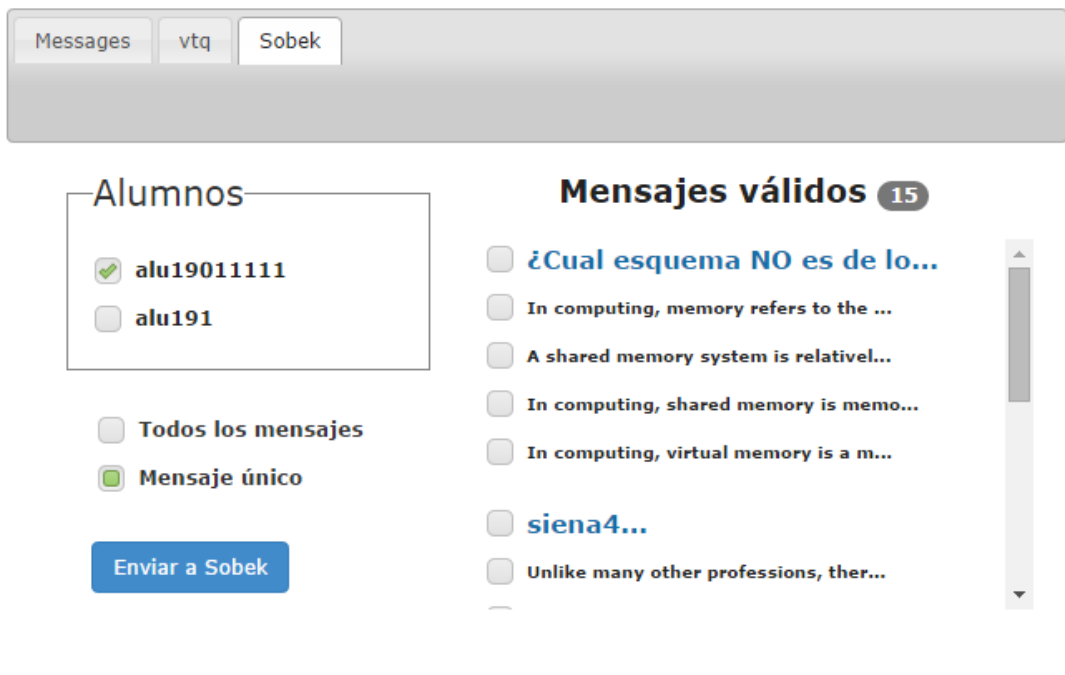 Messages vtq Sobek
Alumnos
alu19011111
alu191
Todos los mensajes
Mensaje único
Enviar a Sobek
Mensajes válidos 15
¿Cual esquema NO es de lo...
In computing, memory refers to the ...
A shared memory system is relativel...
In computing, shared memory is memo...
In computing, virtual memory is a m...
siena4...
Unlike many other professions, ther...